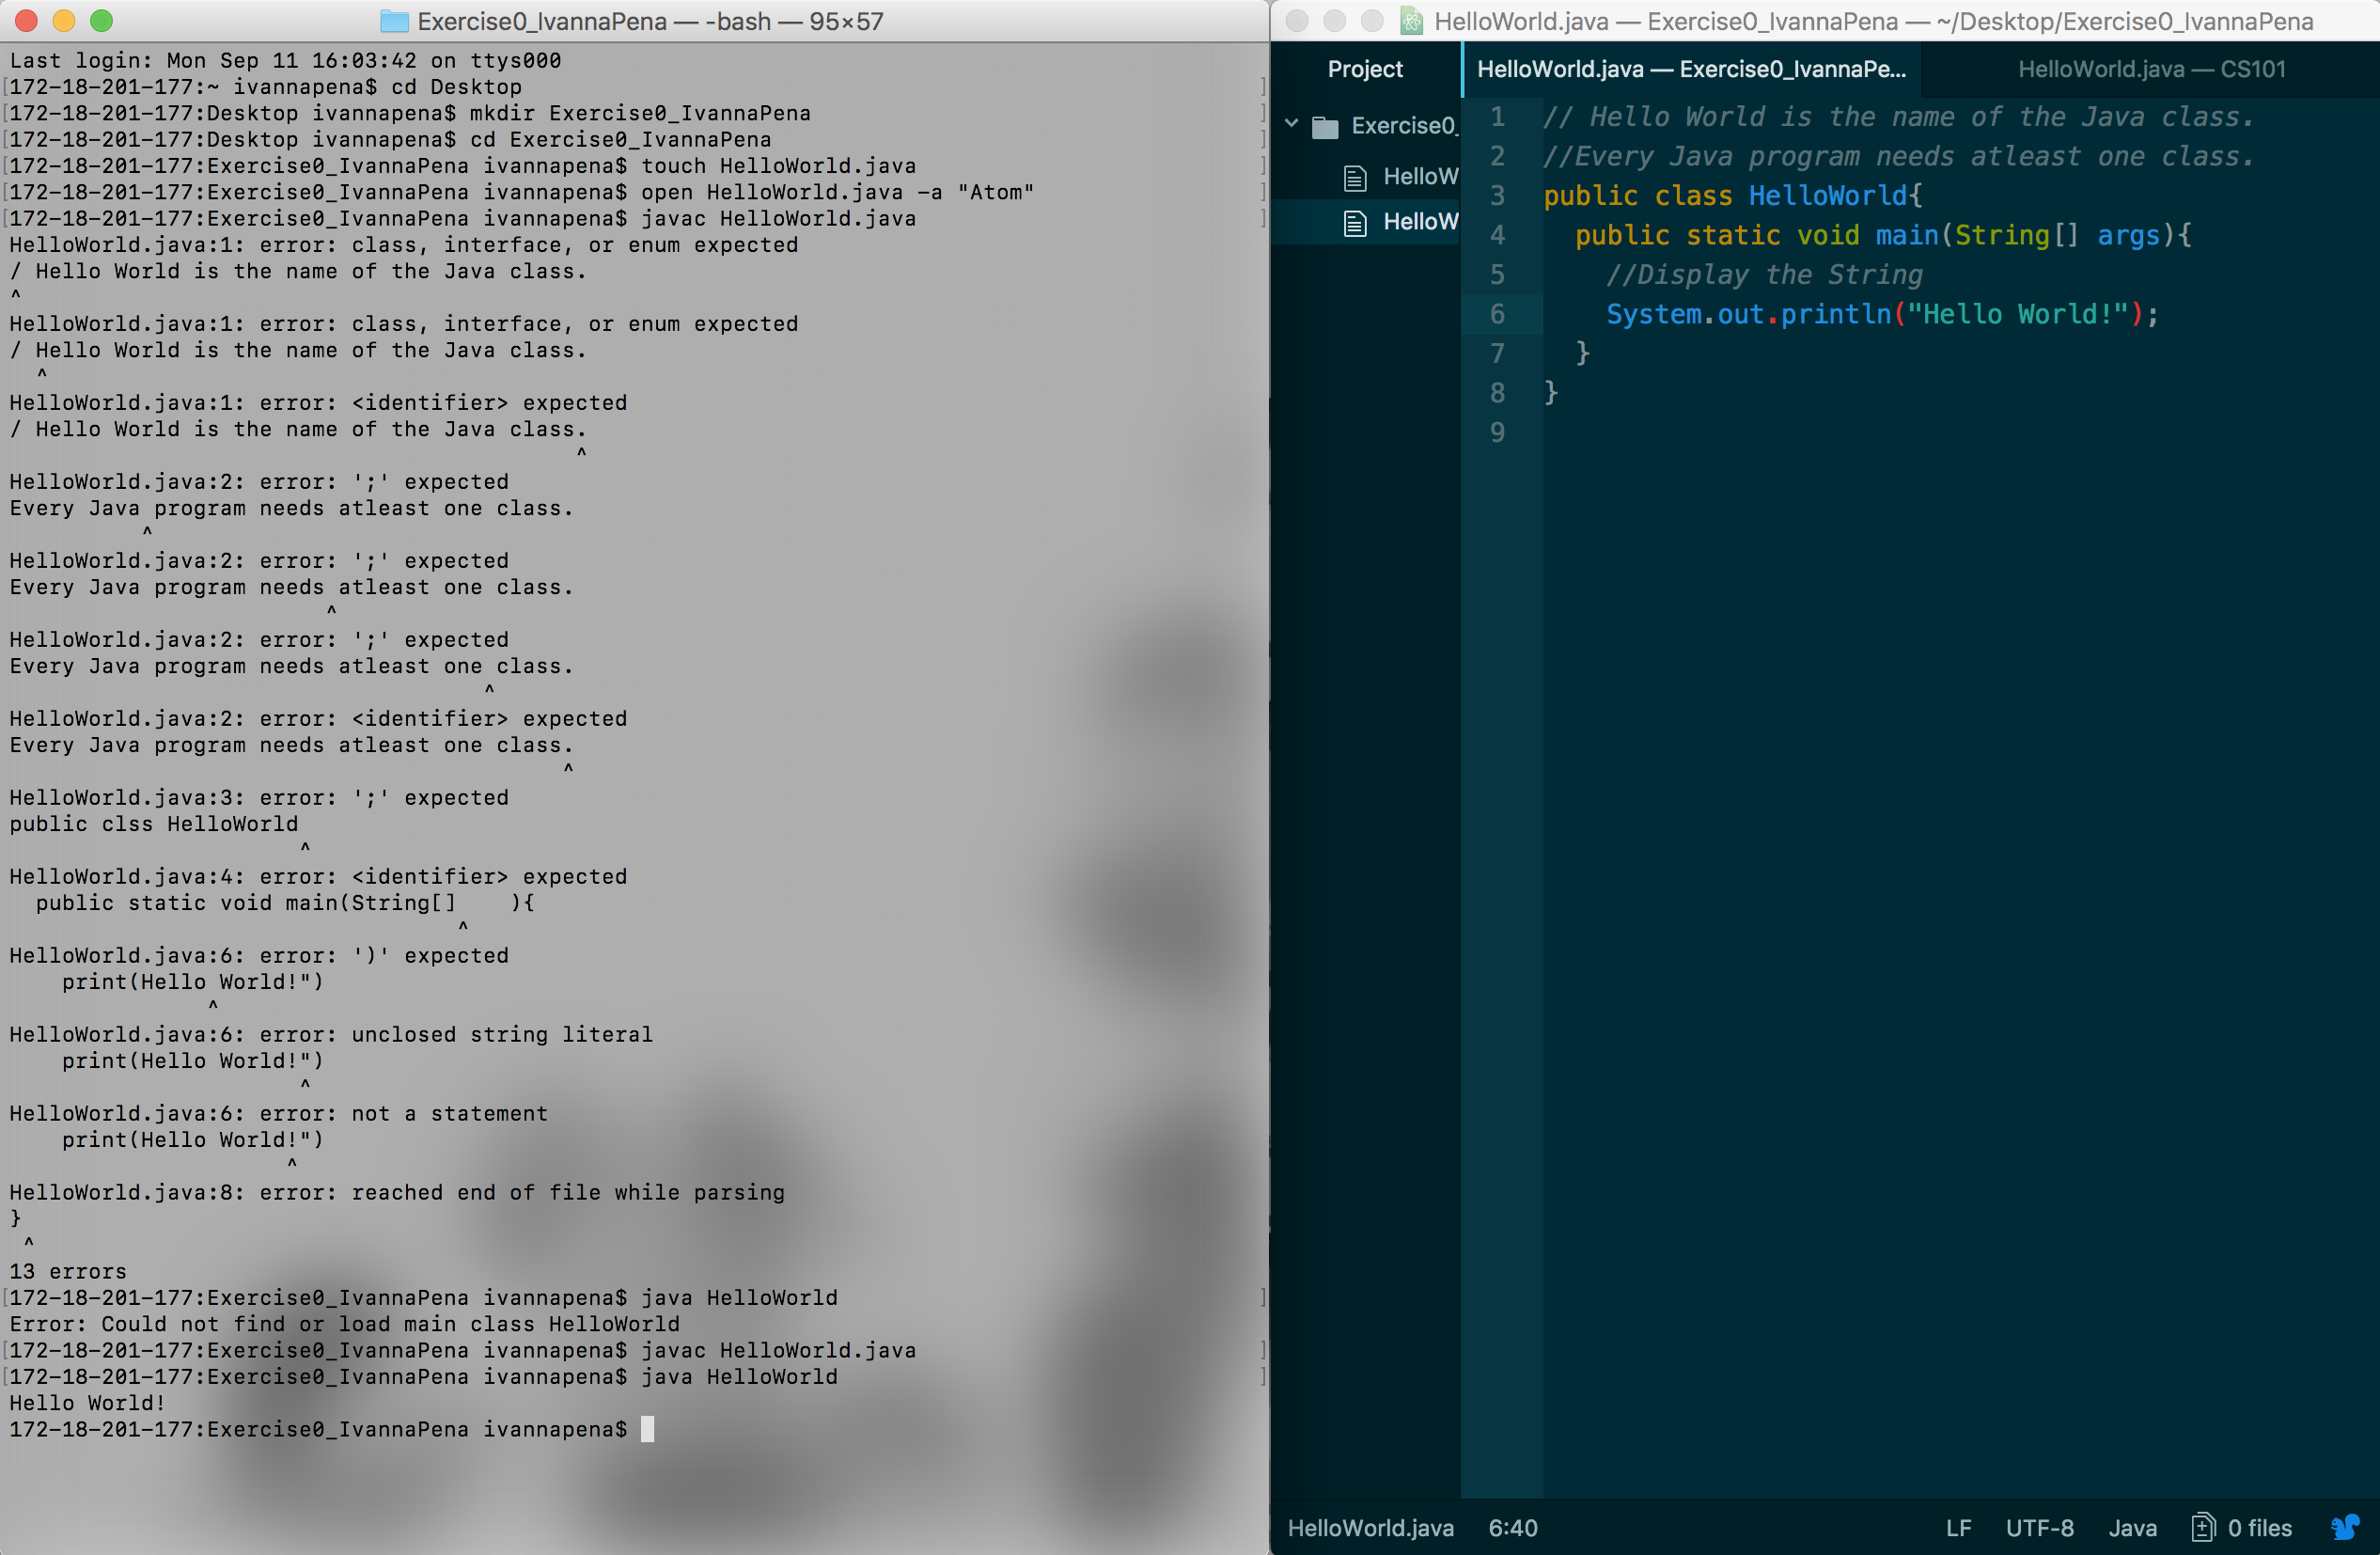 Exercise0_IvannaPena — -bash — 95×57
Last login: Mon Sep 11 16:03:42 on ttys000
[172-18-201-177:~ ivannapena$ cd Desktop ]
[172-18-201-177:Desktop ivannapena$ mkdir Exercise0_IvannaPena ]
[172-18-201-177:Desktop ivannapena$ cd Exercise0_IvannaPena ]
[172-18-201-177:Exercise0_IvannaPena ivannapena$ touch HelloWorld.java ]
[172-18-201-177:Exercise0_IvannaPena ivannapena$ open HelloWorld.java -a "Atom" ]
[172-18-201-177:Exercise0_IvannaPena ivannapena$ javac HelloWorld.java ]
HelloWorld.java:1: error: class, interface, or enum expected
/ Hello World is the name of the Java class.
^
HelloWorld.java:1: error: class, interface, or enum expected
/ Hello World is the name of the Java class.
  ^
HelloWorld.java:1: error: <identifier> expected
/ Hello World is the name of the Java class.
                                           ^
HelloWorld.java:2: error: ';' expected
Every Java program needs atleast one class.
          ^
HelloWorld.java:2: error: ';' expected
Every Java program needs atleast one class.
                        ^
HelloWorld.java:2: error: ';' expected
Every Java program needs atleast one class.
                                    ^
HelloWorld.java:2: error: <identifier> expected
Every Java program needs atleast one class.
                                          ^
HelloWorld.java:3: error: ';' expected
public clss HelloWorld
                      ^
HelloWorld.java:4: error: <identifier> expected
  public static void main(String[]    ){
                                  ^
HelloWorld.java:6: error: ')' expected
    print(Hello World!")
               ^
HelloWorld.java:6: error: unclosed string literal
    print(Hello World!")
                      ^
HelloWorld.java:6: error: not a statement
    print(Hello World!")
                     ^
HelloWorld.java:8: error: reached end of file while parsing
}
 ^
13 errors
[172-18-201-177:Exercise0_IvannaPena ivannapena$ java HelloWorld ]
Error: Could not find or load main class HelloWorld
[172-18-201-177:Exercise0_IvannaPena ivannapena$ javac HelloWorld.java ]
[172-18-201-177:Exercise0_IvannaPena ivannapena$ java HelloWorld ]
Hello World!
172-18-201-177:Exercise0_IvannaPena ivannapena$
HelloWorld.java — Exercise0_IvannaPena — ~/Desktop/Exercise0_IvannaPena
Project
Exercise0_
HelloW
HelloW
HelloWorld.java — Exercise0_IvannaPe...
HelloWorld.java — CS101
1 // Hello World is the name of the Java class.
2 //Every Java program needs atleast one class.
3 public class HelloWorld{
4   public static void main(String[] args){
5     //Display the String
6     System.out.println("Hello World!");
7   }
8 }
9
HelloWorld.java 6:40
LF UTF-8 Java 0 files